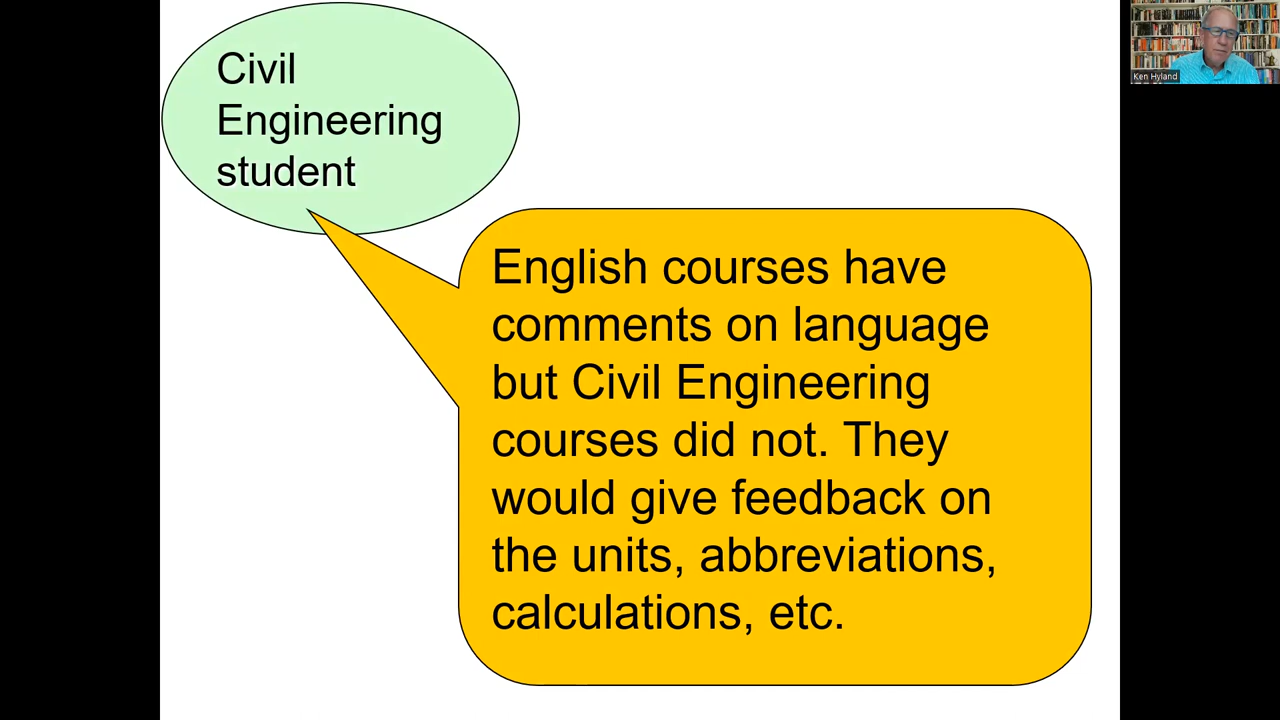 Civil
Engineering
student
Ken Hyland
English courses have
comments on language
but Civil Engineering
courses did not. They
would give feedback on
the units, abbreviations,
calculations, etc.